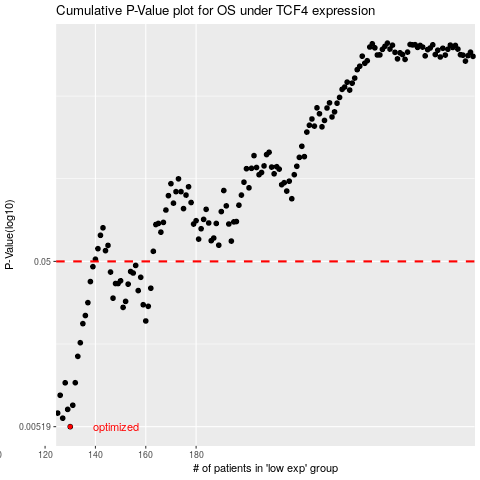 Cumulative P-Value plot for OS under TCF4 expression
P-Value(log10)
0.05
0.00519
optimized
0
120
140
160
180
# of patients in 'low exp' group